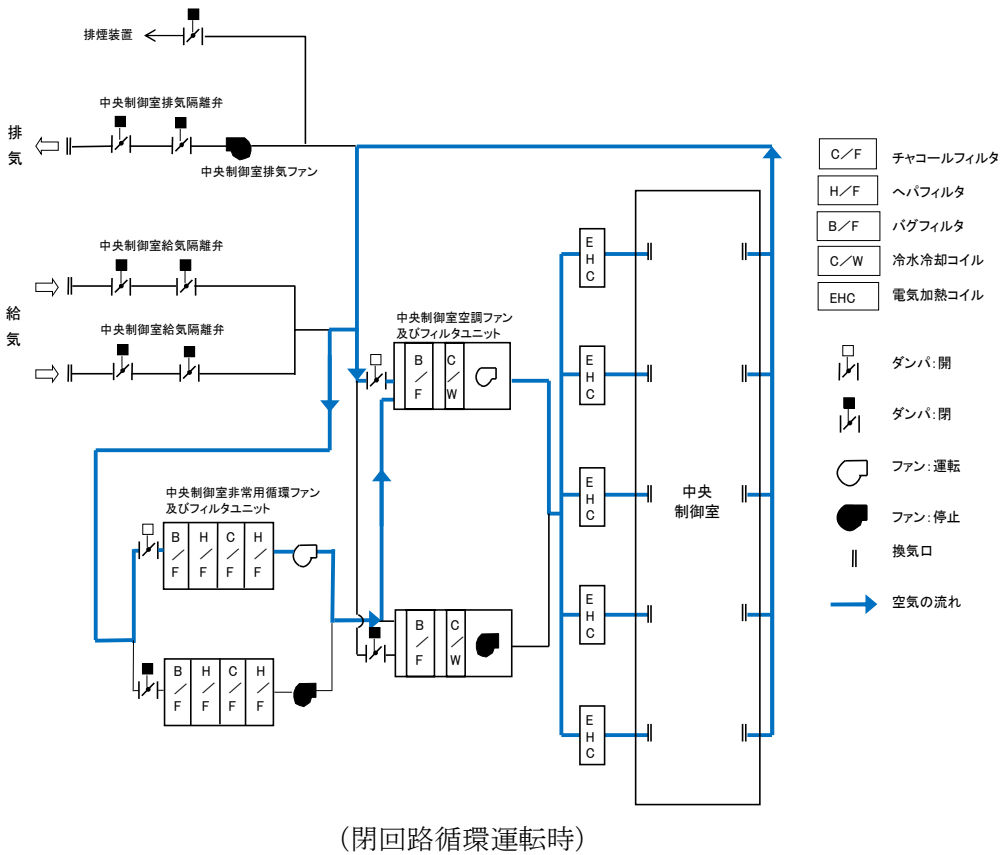 排煙装置
中央制御室排気隔離弁
排
気
中央制御室排気ファン
中央制御室給気隔離弁
給
気
中央制御室給気隔離弁
中央制御室空調ファン
及びフィルタユニット
B/F
C/W
中央制御室非常用循環ファン
及びフィルタユニット
B/F
H/F
C/F
H/F
B/F
C/W
B/F
H/F
C/F
H/F
EHC
EHC
EHC
EHC
EHC
中央
制御室
C/F チャコールフィルタ
H/F ヘパフィルタ
B/F バグフィルタ
C/W 冷水冷却コイル
EHC 電気加熱コイル
ダンパ:開
ダンパ:閉
ファン:運転
ファン:停止
換気口
空気の流れ
(閉回路循環運転時)